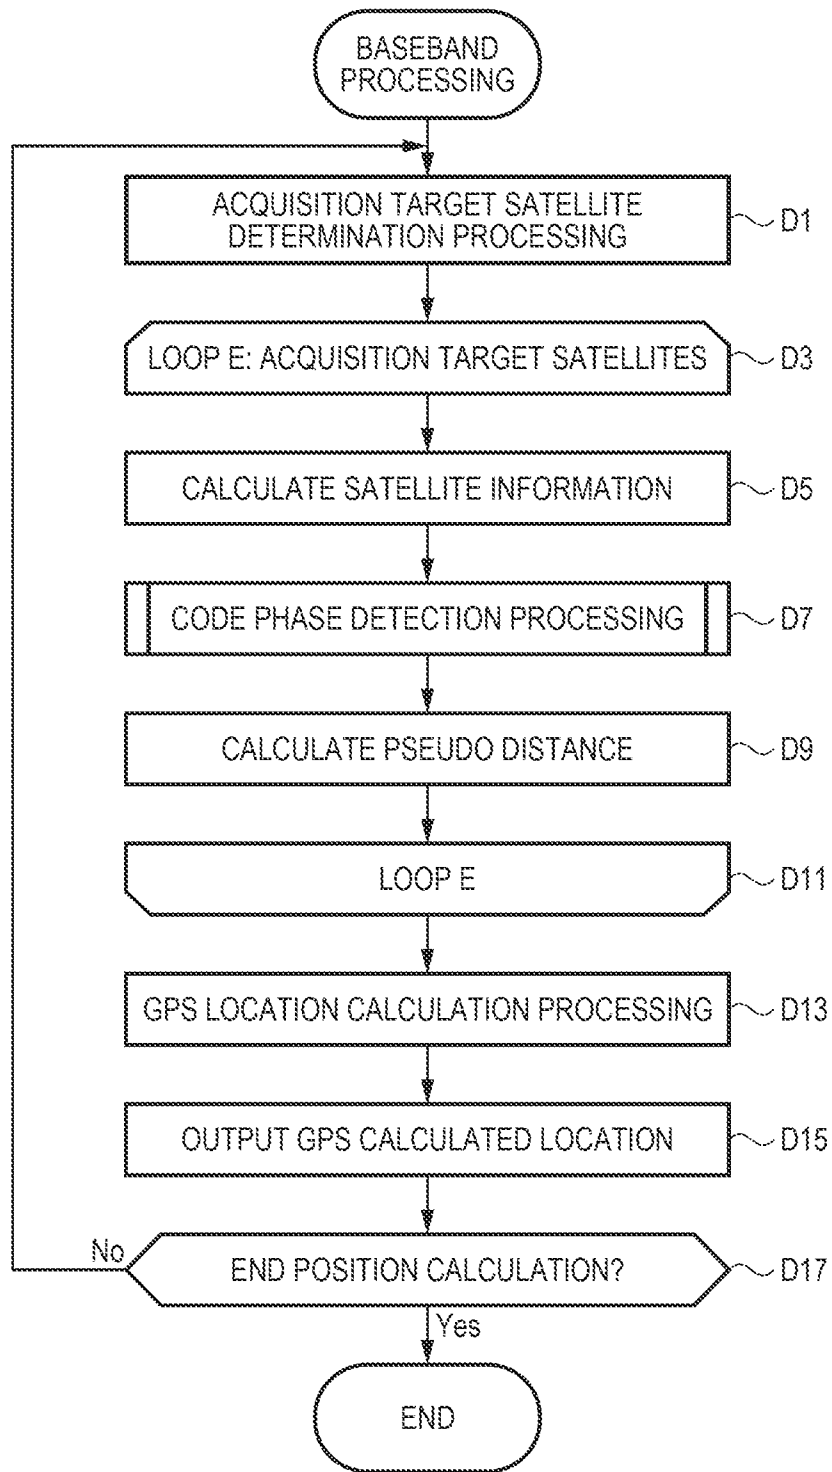 BASEBAND
PROCESSING
ACQUISITION TARGET SATELLITE
DETERMINATION PROCESSING
D1
LOOP E: ACQUISITION TARGET SATELLITES
D3
CALCULATE SATELLITE INFORMATION
D5
CODE PHASE DETECTION PROCESSING
D7
CALCULATE PSEUDO DISTANCE
D9
LOOP E
D11
GPS LOCATION CALCULATION PROCESSING
D13
OUTPUT GPS CALCULATED LOCATION
D15
No
END POSITION CALCULATION?
D17
Yes
END